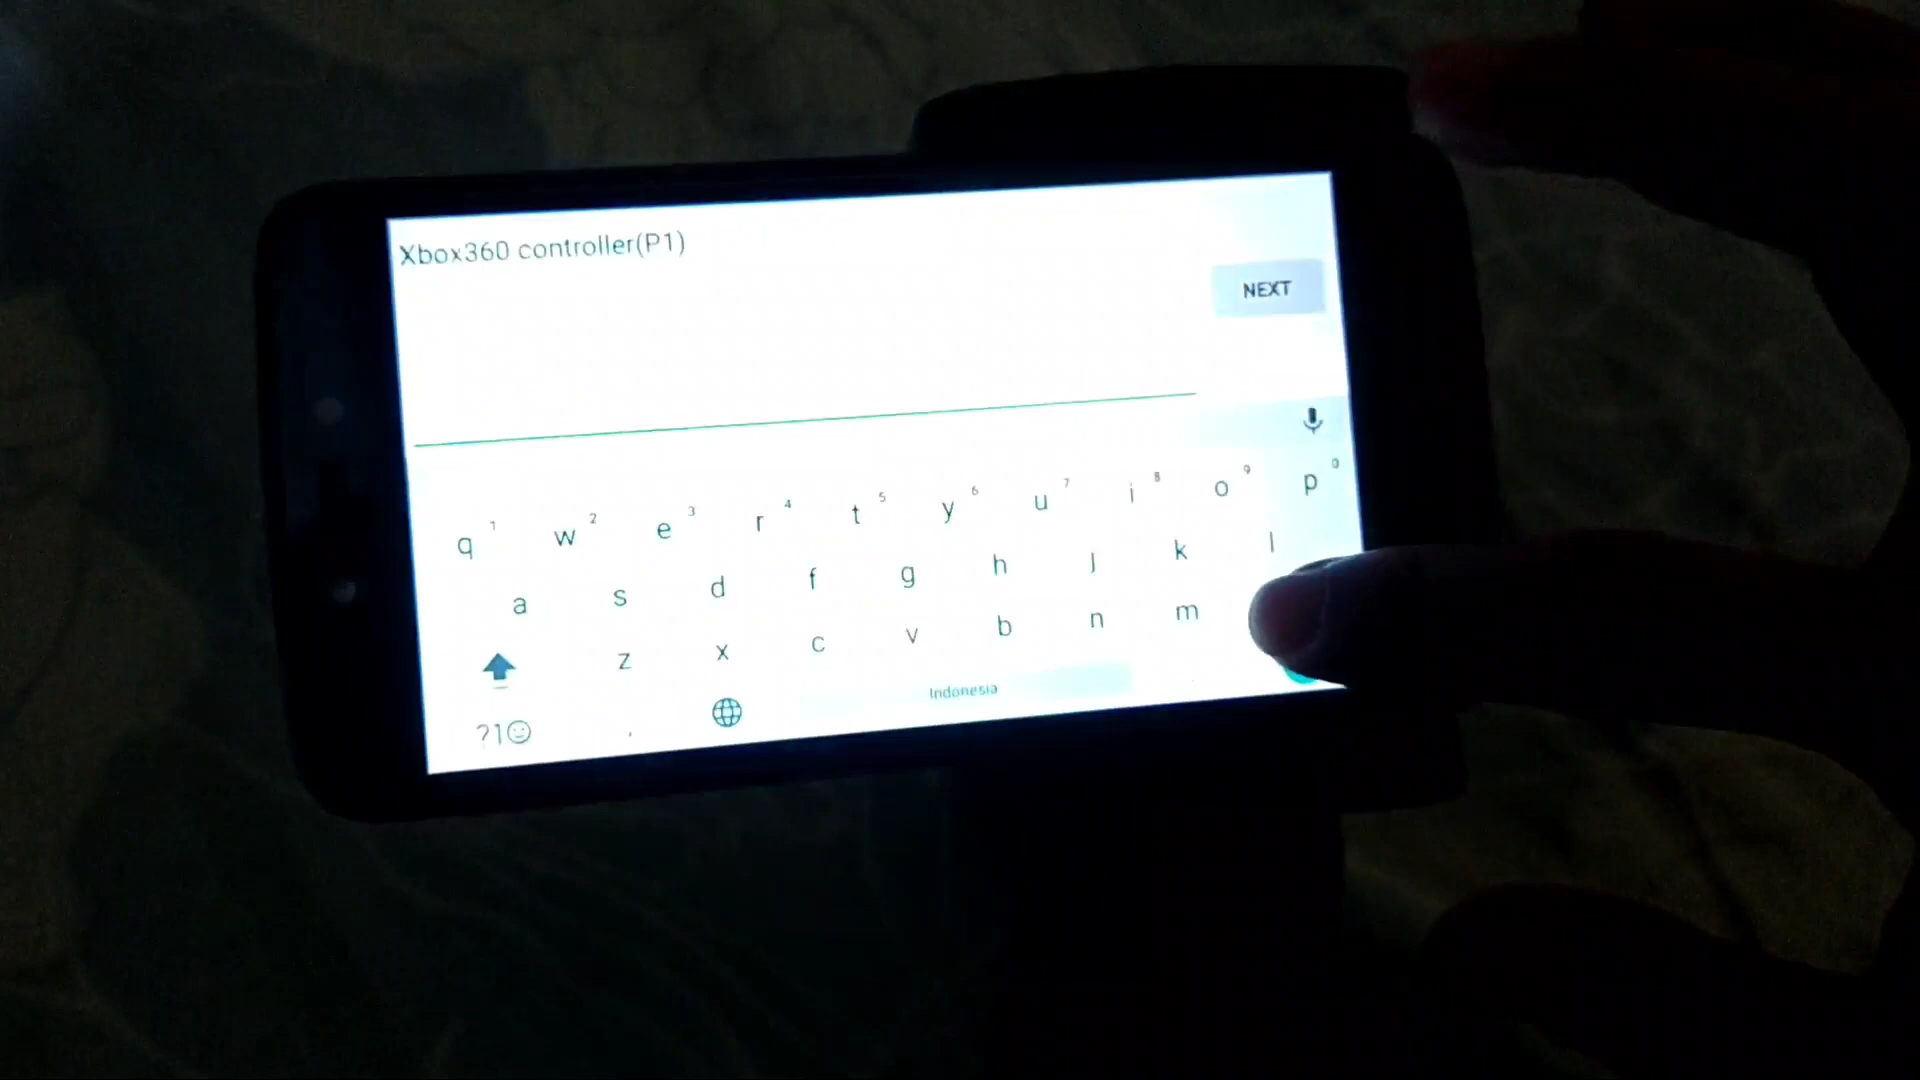 Xbox360 controller(P1)
NEXT
q 1 w 2 e 3 r 4 t 5 y 6 u 7 i 8 o 9 p 0
a s d f g h j k l
z x c v b n m
?1☺ , Indonesia .